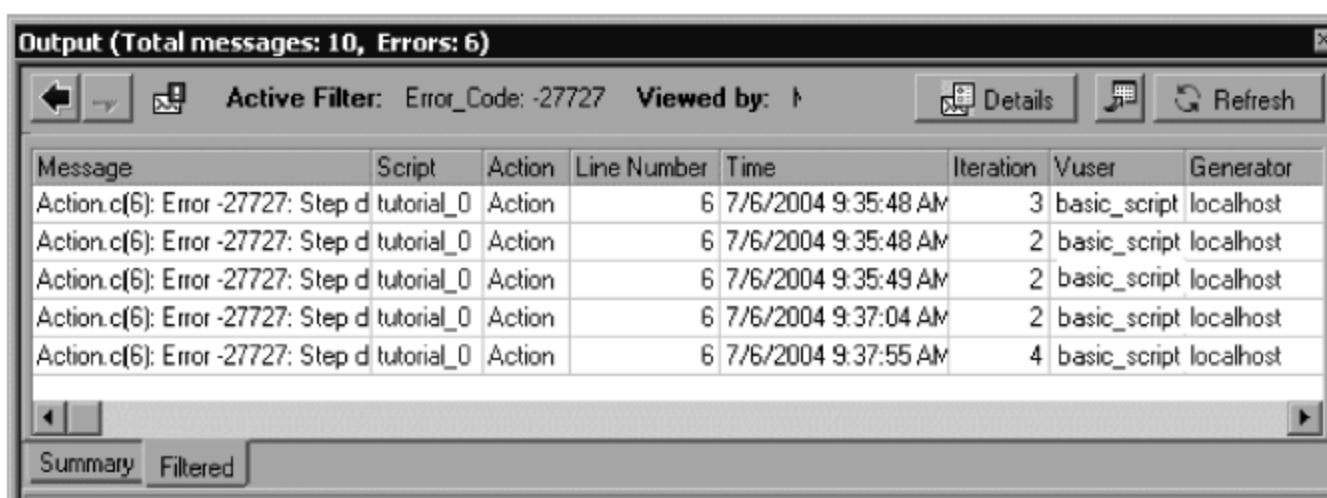 Output (Total messages: 10, Errors: 6)
Active Filter: Error_Code: -27727 Viewed by: Details Refresh
Message Script Action Line Number Time Iteration Vuser Generator
Action.c(6): Error -27727: Step d tutorial_0 Action 6 7/6/2004 9:35:48 AM 3 basic_script localhost
Action.c(6): Error -27727: Step d tutorial_0 Action 6 7/6/2004 9:35:48 AM 2 basic_script localhost
Action.c(6): Error -27727: Step d tutorial_0 Action 6 7/6/2004 9:35:49 AM 2 basic_script localhost
Action.c(6): Error -27727: Step d tutorial_0 Action 6 7/6/2004 9:37:04 AM 2 basic_script localhost
Action.c(6): Error -27727: Step d tutorial_0 Action 6 7/6/2004 9:37:55 AM 4 basic_script localhost
Summary Filtered